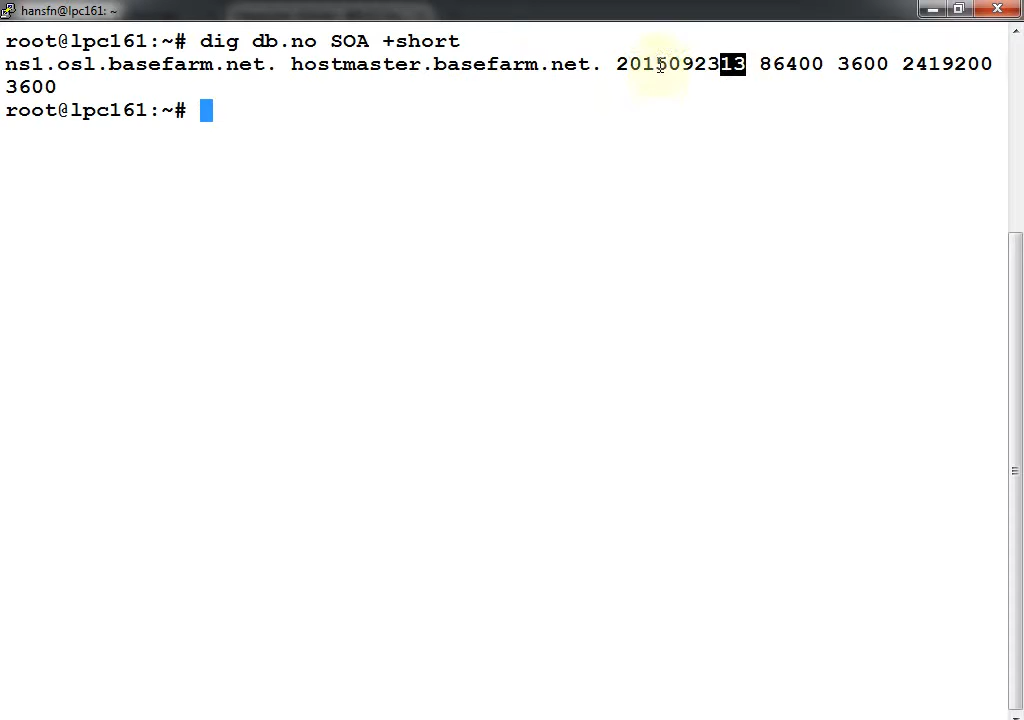 hansfn@lpc161: ~
root@lpc161:~# dig db.no SOA +short
ns1.osl.basefarm.net. hostmaster.basefarm.net. 2015092313 86400 3600 2419200
3600
root@lpc161:~#